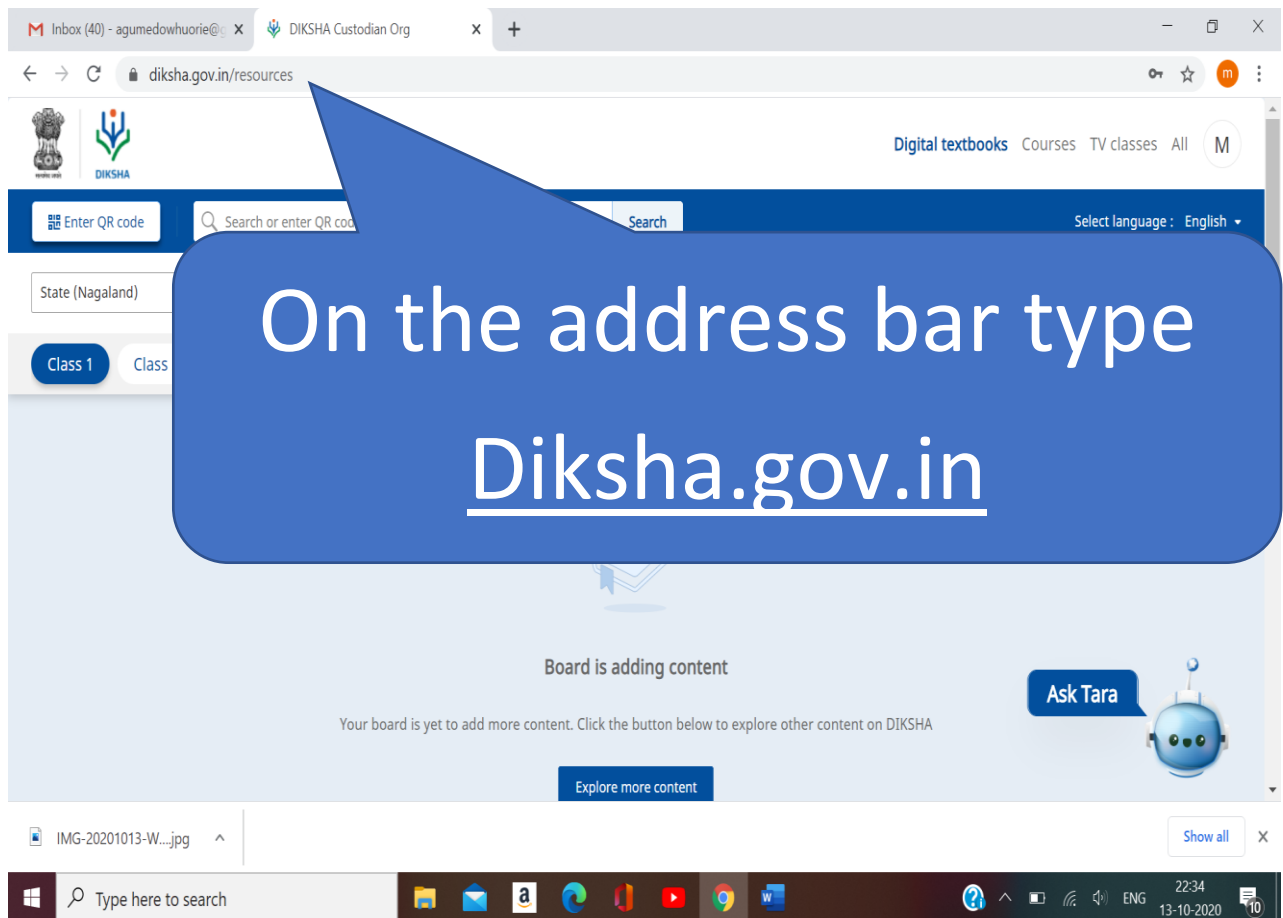 Inbox (40) - agumedowhuorie@g
DIKSHA Custodian Org
diksha.gov.in/resources
m
सत्यमेव जयते
DIKSHA
Digital textbooks Courses TV classes All M
Enter QR code
Search or enter QR cod
Search
Select language : English
State (Nagaland)
On the address bar type
Diksha.gov.in
Class 1 Class
Board is adding content
Your board is yet to add more content. Click the button below to explore other content on DIKSHA
Explore more content
Ask Tara
IMG-20201013-W....jpg
Show all
Type here to search
a
W
ENG
22:34
13-10-2020
10